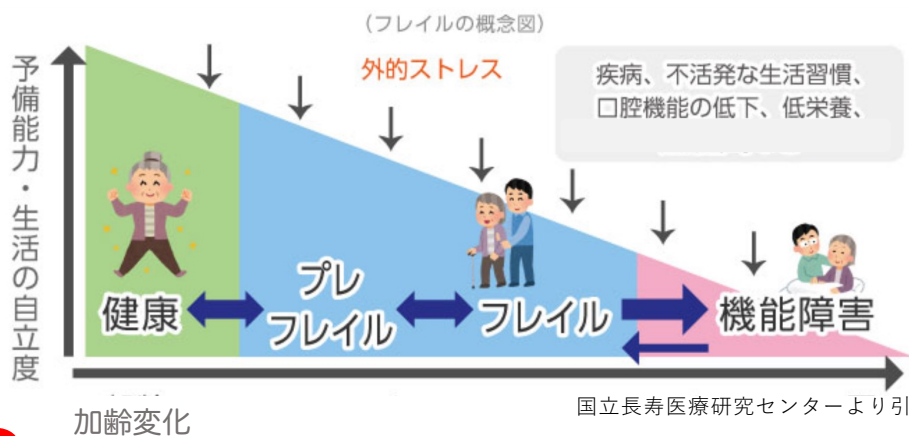 （フレイルの概念図）
外的ストレス
疾病、不活発な生活習慣、
口腔機能の低下、低栄養、
予備能力・生活の自立度
健康
プレ
フレイル
フレイル
機能障害
国立長寿医療研究センターより引
加齢変化